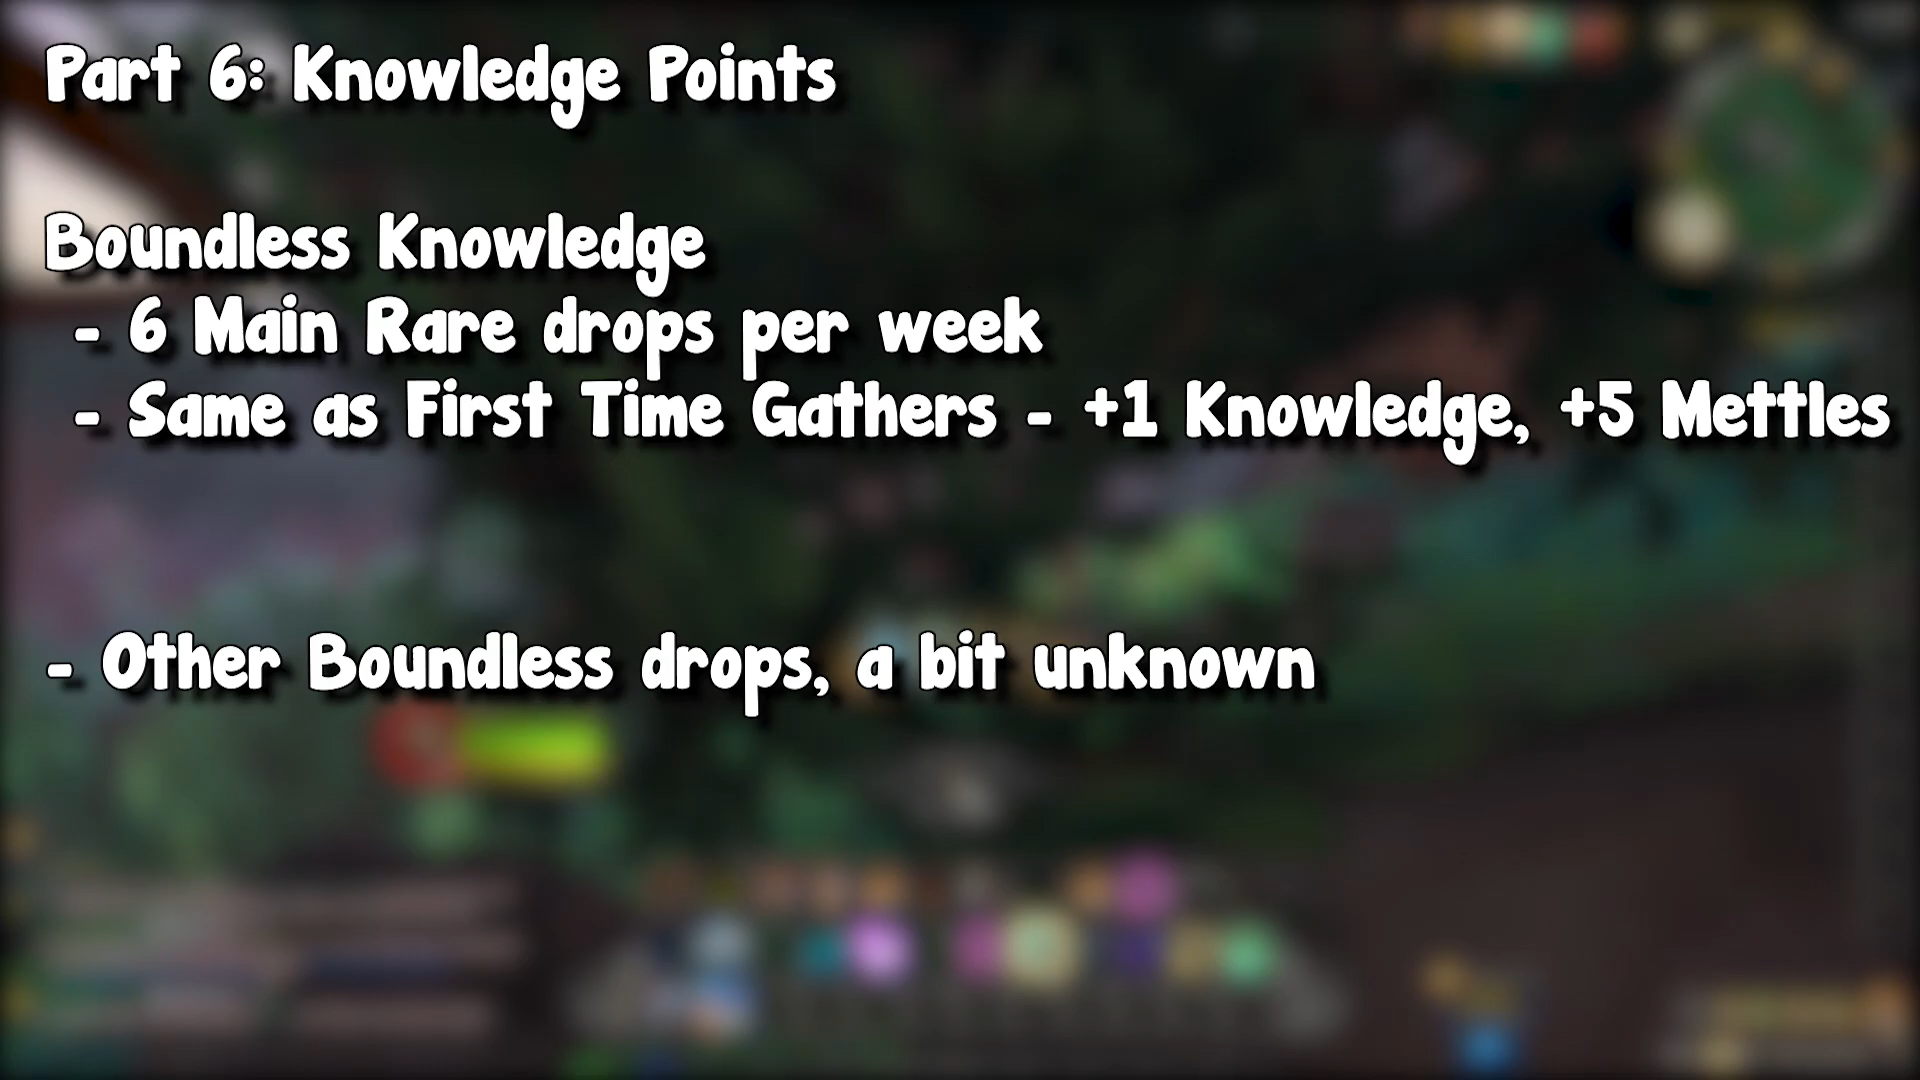 Part 6: Knowledge Points
Boundless Knowledge
- 6 Main Rare drops per week
- Same as First Time Gathers - +1 Knowledge, +5 Mettles
- Other Boundless drops, a bit unknown